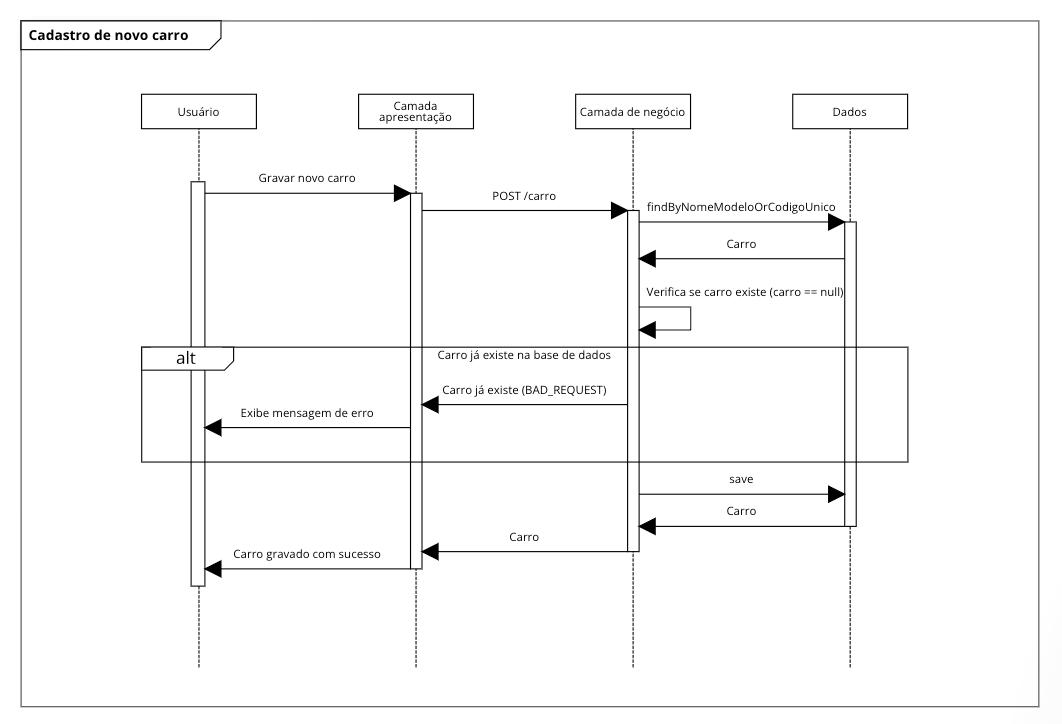 Cadastro de novo carro
Usuário
Camada
apresentação
Camada de negócio
Dados
Gravar novo carro
POST /carro
findByNomeModeloOrCodigoUnico
Carro
Verifica se carro existe (carro == null)
alt
Carro já existe na base de dados
Carro já existe (BAD_REQUEST)
Exibe mensagem de erro
save
Carro
Carro
Carro gravado com sucesso